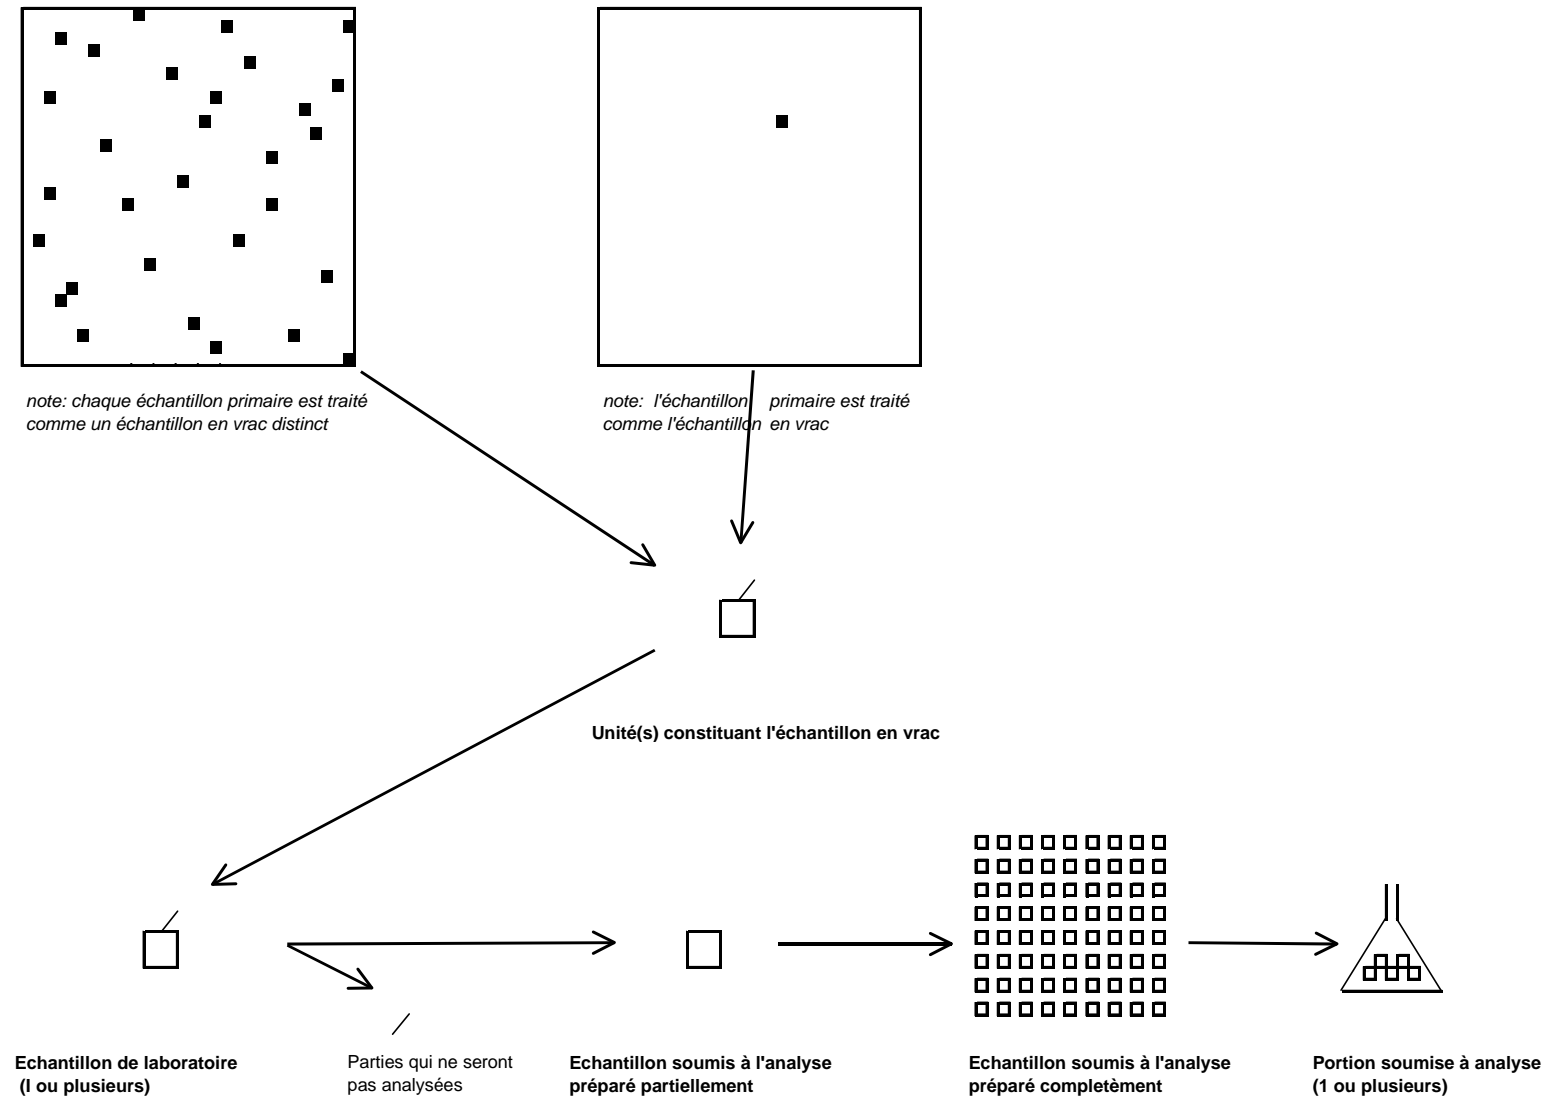 note: chaque échantillon primaire est traité
comme un échantillon en vrac distinct
note: l'échantillon primaire est traité
comme l'échantillon en vrac
Unité(s) constituant l'échantillon en vrac
Echantillon de laboratoire
(I ou plusieurs)
Parties qui ne seront
pas analysées
Echantillon soumis à l'analyse
préparé partiellement
Echantillon soumis à l'analyse
préparé completèment
Portion soumise à analyse
(1 ou plusieurs)